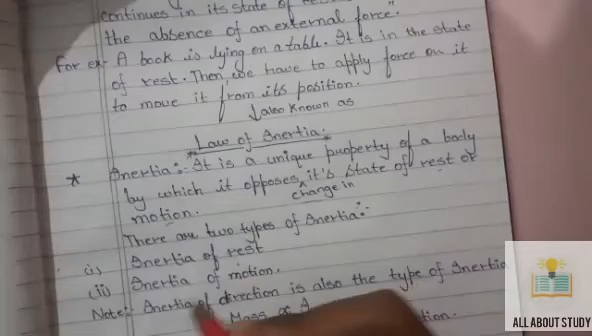 continues in its state of
the absence of an external force".
For ex- A book is lying on a table. It is in the state
of rest. Then, we have to apply force on it
to move it from its position.
↓ also known as
Law of Inertia:
* Inertia:- It is a unique property of a body
by which it opposes ^ change in it's state of rest or
motion.
There are two types of Inertia:-
(i) Inertia of rest
(ii) Inertia of motion.
Note:- Inertia of direction is also the type of Inertia
Mass ∝
ALL ABOUT STUDY